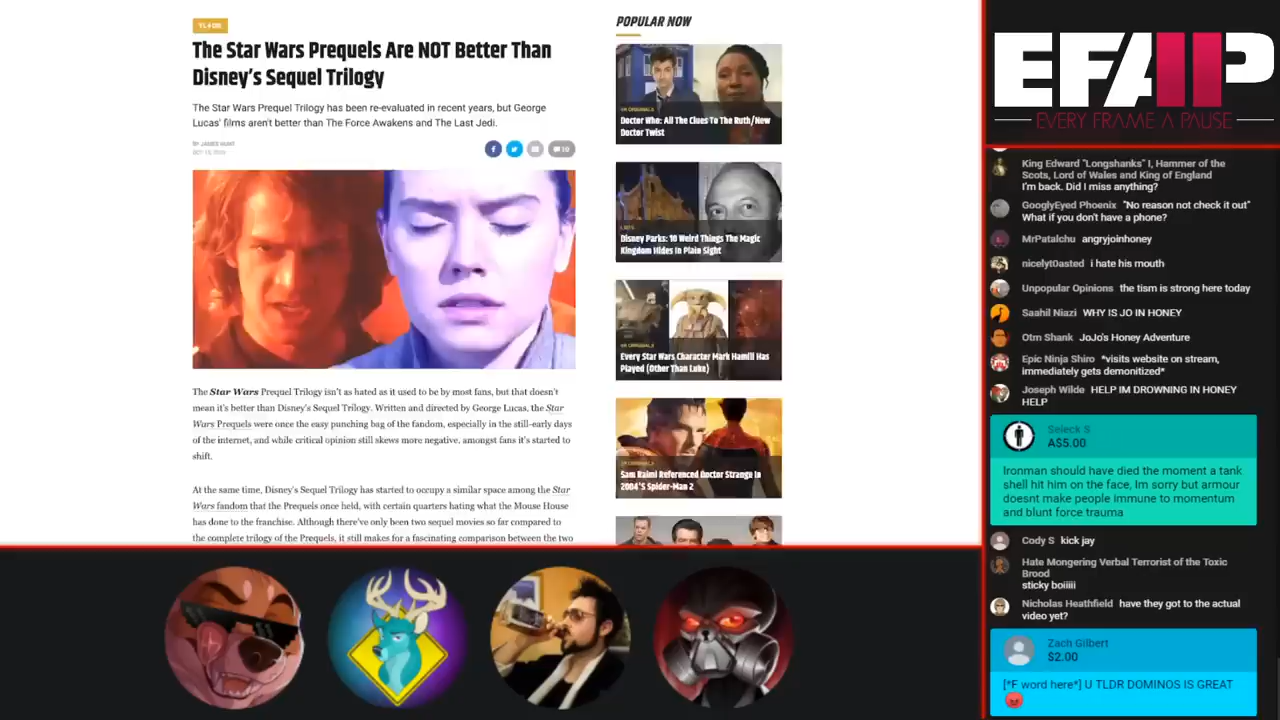 The Star Wars Prequels Are NOT Better Than
Disney's Sequel Trilogy
The Star Wars Prequel Trilogy has been re-evaluated in recent years, but George
Lucas' films aren't better than The Force Awakens and The Last Jedi.
BY JAMES HUNT
The Star Wars Prequel Trilogy isn't as hated as it used to be by most fans, but that doesn't
mean it's better than Disney's Sequel Trilogy. Written and directed by George Lucas, the Star
Wars Prequels were once the easy punching bag of the fandom, especially in the still-early days
of the internet, and while critical opinion still skews more negative, amongst fans it's started to
shift.
At the same time, Disney's Sequel Trilogy has started to occupy a similar space among the Star
Wars fandom that the Prequels once held, with certain quarters hating what the Mouse House
has done to the franchise. Although there've only been two sequel movies so far compared to
the complete trilogy of the Prequels, it still makes for a fascinating comparison between the two
POPULAR NOW
SR ORIGINALS
Doctor Who: All The Clues To The Ruth/New
Doctor Twist
LISTS
Disney Parks: 10 Weird Things The Magic
Kingdom Hides In Plain Sight
SR ORIGINALS
Every Star Wars Character Mark Hamill Has
Played (Other Than Luke)
SR ORIGINALS
Sam Raimi Referenced Doctor Strange In
2004'S Spider-Man 2
EFAP
EVERY FRAME A PAUSE
King Edward "Longshanks" I, Hammer of the
Scots, Lord of Wales and King of England
I'm back. Did I miss anything?
GooglyEyed Phoenix "No reason not check it out"
What if you don't have a phone?
MrPatalchu angryjoinhoney
nicelyt0asted i hate his mouth
Unpopular Opinions the tism is strong here today
Saahil Niazi WHY IS JO IN HONEY
Otm Shank JoJo's Honey Adventure
Epic Ninja Shiro *visits website on stream,
immediately gets demonitized*
Joseph Wilde HELP IM DROWNING IN HONEY
HELP
Seleck S
A$5.00
Ironman should have died the moment a tank
shell hit him on the face, Im sorry but armour
doesnt make people immune to momentum
and blunt force trauma
Cody S kick jay
Hate Mongering Verbal Terrorist of the Toxic
Brood
sticky boiiiii
Nicholas Heathfield have they got to the actual
video yet?
Zach Gilbert
$2.00
[*F word here*] U TLDR DOMINOS IS GREAT